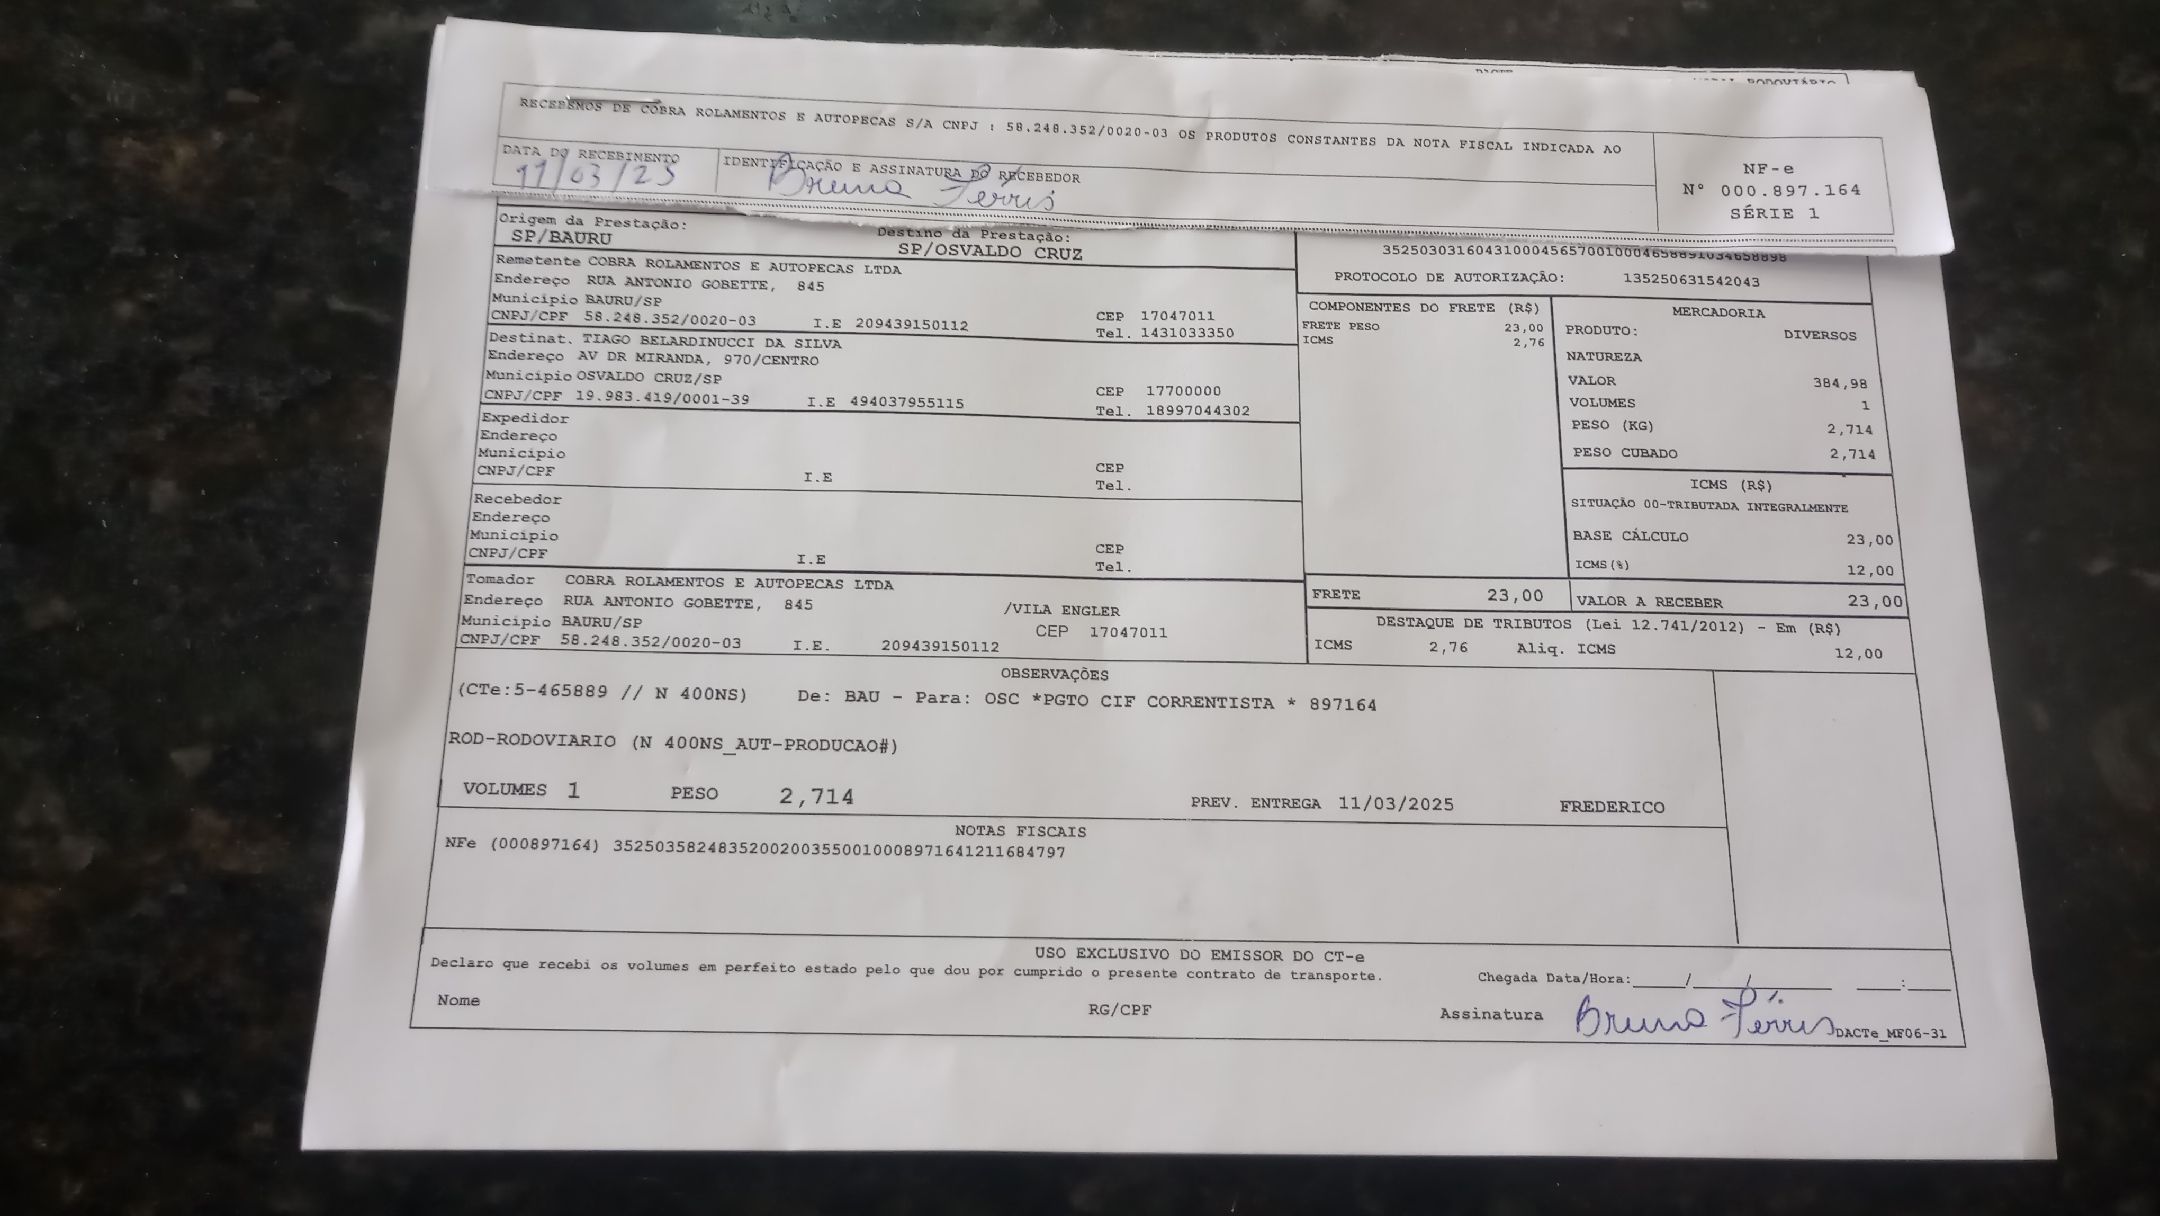 RODOVIÁRIO
RECEBEMOS DE COBRA ROLAMENTOS E AUTOPECAS S/A CNPJ : 58.248.352/0020-03 OS PRODUTOS CONSTANTES DA NOTA FISCAL INDICADA AO
DATA DO RECEBIMENTO IDENTIFICAÇÃO E ASSINATURA DO RECEBEDOR
11/03/25 Bruna Ferris
NF-e
Nº 000.897.164
SÉRIE 1
Origem da Prestação: Destino da Prestação:
SP/BAURU SP/OSVALDO CRUZ
Remetente COBRA ROLAMENTOS E AUTOPECAS LTDA
Endereço RUA ANTONIO GOBETTE, 845
Municipio BAURU/SP CEP 17047011
CNPJ/CPF 58.248.352/0020-03 I.E 209439150112 Tel. 1431033350
Destinat. TIAGO BELARDINUCCI DA SILVA
Endereço AV DR MIRANDA, 970/CENTRO
Municipio OSVALDO CRUZ/SP CEP 17700000
CNPJ/CPF 19.983.419/0001-39 I.E 494037955115 Tel. 18997044302
Expedidor
Endereço
Municipio CEP
CNPJ/CPF I.E Tel.
Recebedor
Endereço
Municipio CEP
CNPJ/CPF I.E Tel.
Tomador COBRA ROLAMENTOS E AUTOPECAS LTDA
Endereço RUA ANTONIO GOBETTE, 845 /VILA ENGLER
Municipio BAURU/SP CEP 17047011
CNPJ/CPF 58.248.352/0020-03 I.E. 209439150112
PROTOCOLO DE AUTORIZAÇÃO: 135250631542043
COMPONENTES DO FRETE (R$)
FRETE PESO 23,00
ICMS 2,76
MERCADORIA
PRODUTO: DIVERSOS
NATUREZA
VALOR 384,98
VOLUMES 1
PESO (KG) 2,714
PESO CUBADO 2,714
ICMS (R$)
SITUAÇÃO 00-TRIBUTADA INTEGRALMENTE
BASE CÁLCULO 23,00
ICMS(%) 12,00
FRETE 23,00 VALOR A RECEBER 23,00
DESTAQUE DE TRIBUTOS (Lei 12.741/2012) - Em (R$)
ICMS 2,76 Aliq. ICMS 12,00
OBSERVAÇÕES
(CTe:5-465889 // N 400NS) De: BAU - Para: OSC *PGTO CIF CORRENTISTA * 897164
ROD-RODOVIARIO (N 400NS_AUT-PRODUCAO#)
VOLUMES 1 PESO 2,714 PREV. ENTREGA 11/03/2025 FREDERICO
NOTAS FISCAIS
NFe (000897164) 35250358248352002003550010008971641211684797
USO EXCLUSIVO DO EMISSOR DO CT-e
Declaro que recebi os volumes em perfeito estado pelo que dou por cumprido o presente contrato de transporte. Chegada Data/Hora:____/____/______ ____:____
Nome RG/CPF Assinatura Bruna Ferris DACTe_MF06-31